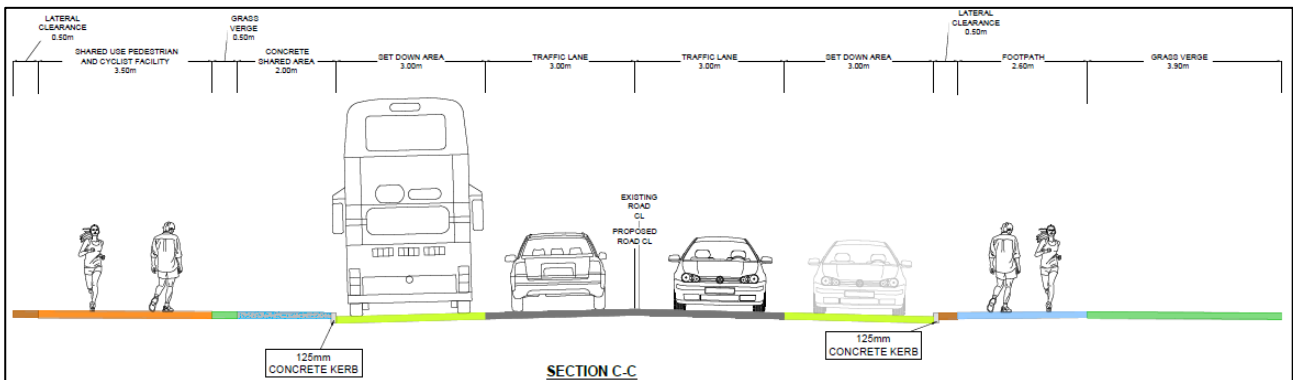 LATERAL
CLEARANCE
0.50m
SHARED USE PEDESTRIAN
AND CYCLIST FACILITY
3.50m
GRASS
VERGE
0.50m
CONCRETE
SHARED AREA
2.00m
SET DOWN AREA
3.00m
TRAFFIC LANE
3.00m
TRAFFIC LANE
3.00m
SET DOWN AREA
3.00m
LATERAL
CLEARANCE
0.50m
FOOTPATH
2.60m
GRASS VERGE
3.90m
EXISTING
ROAD
CL
PROPOSED
ROAD CL
125mm
CONCRETE KERB
125mm
CONCRETE KERB
SECTION C-C